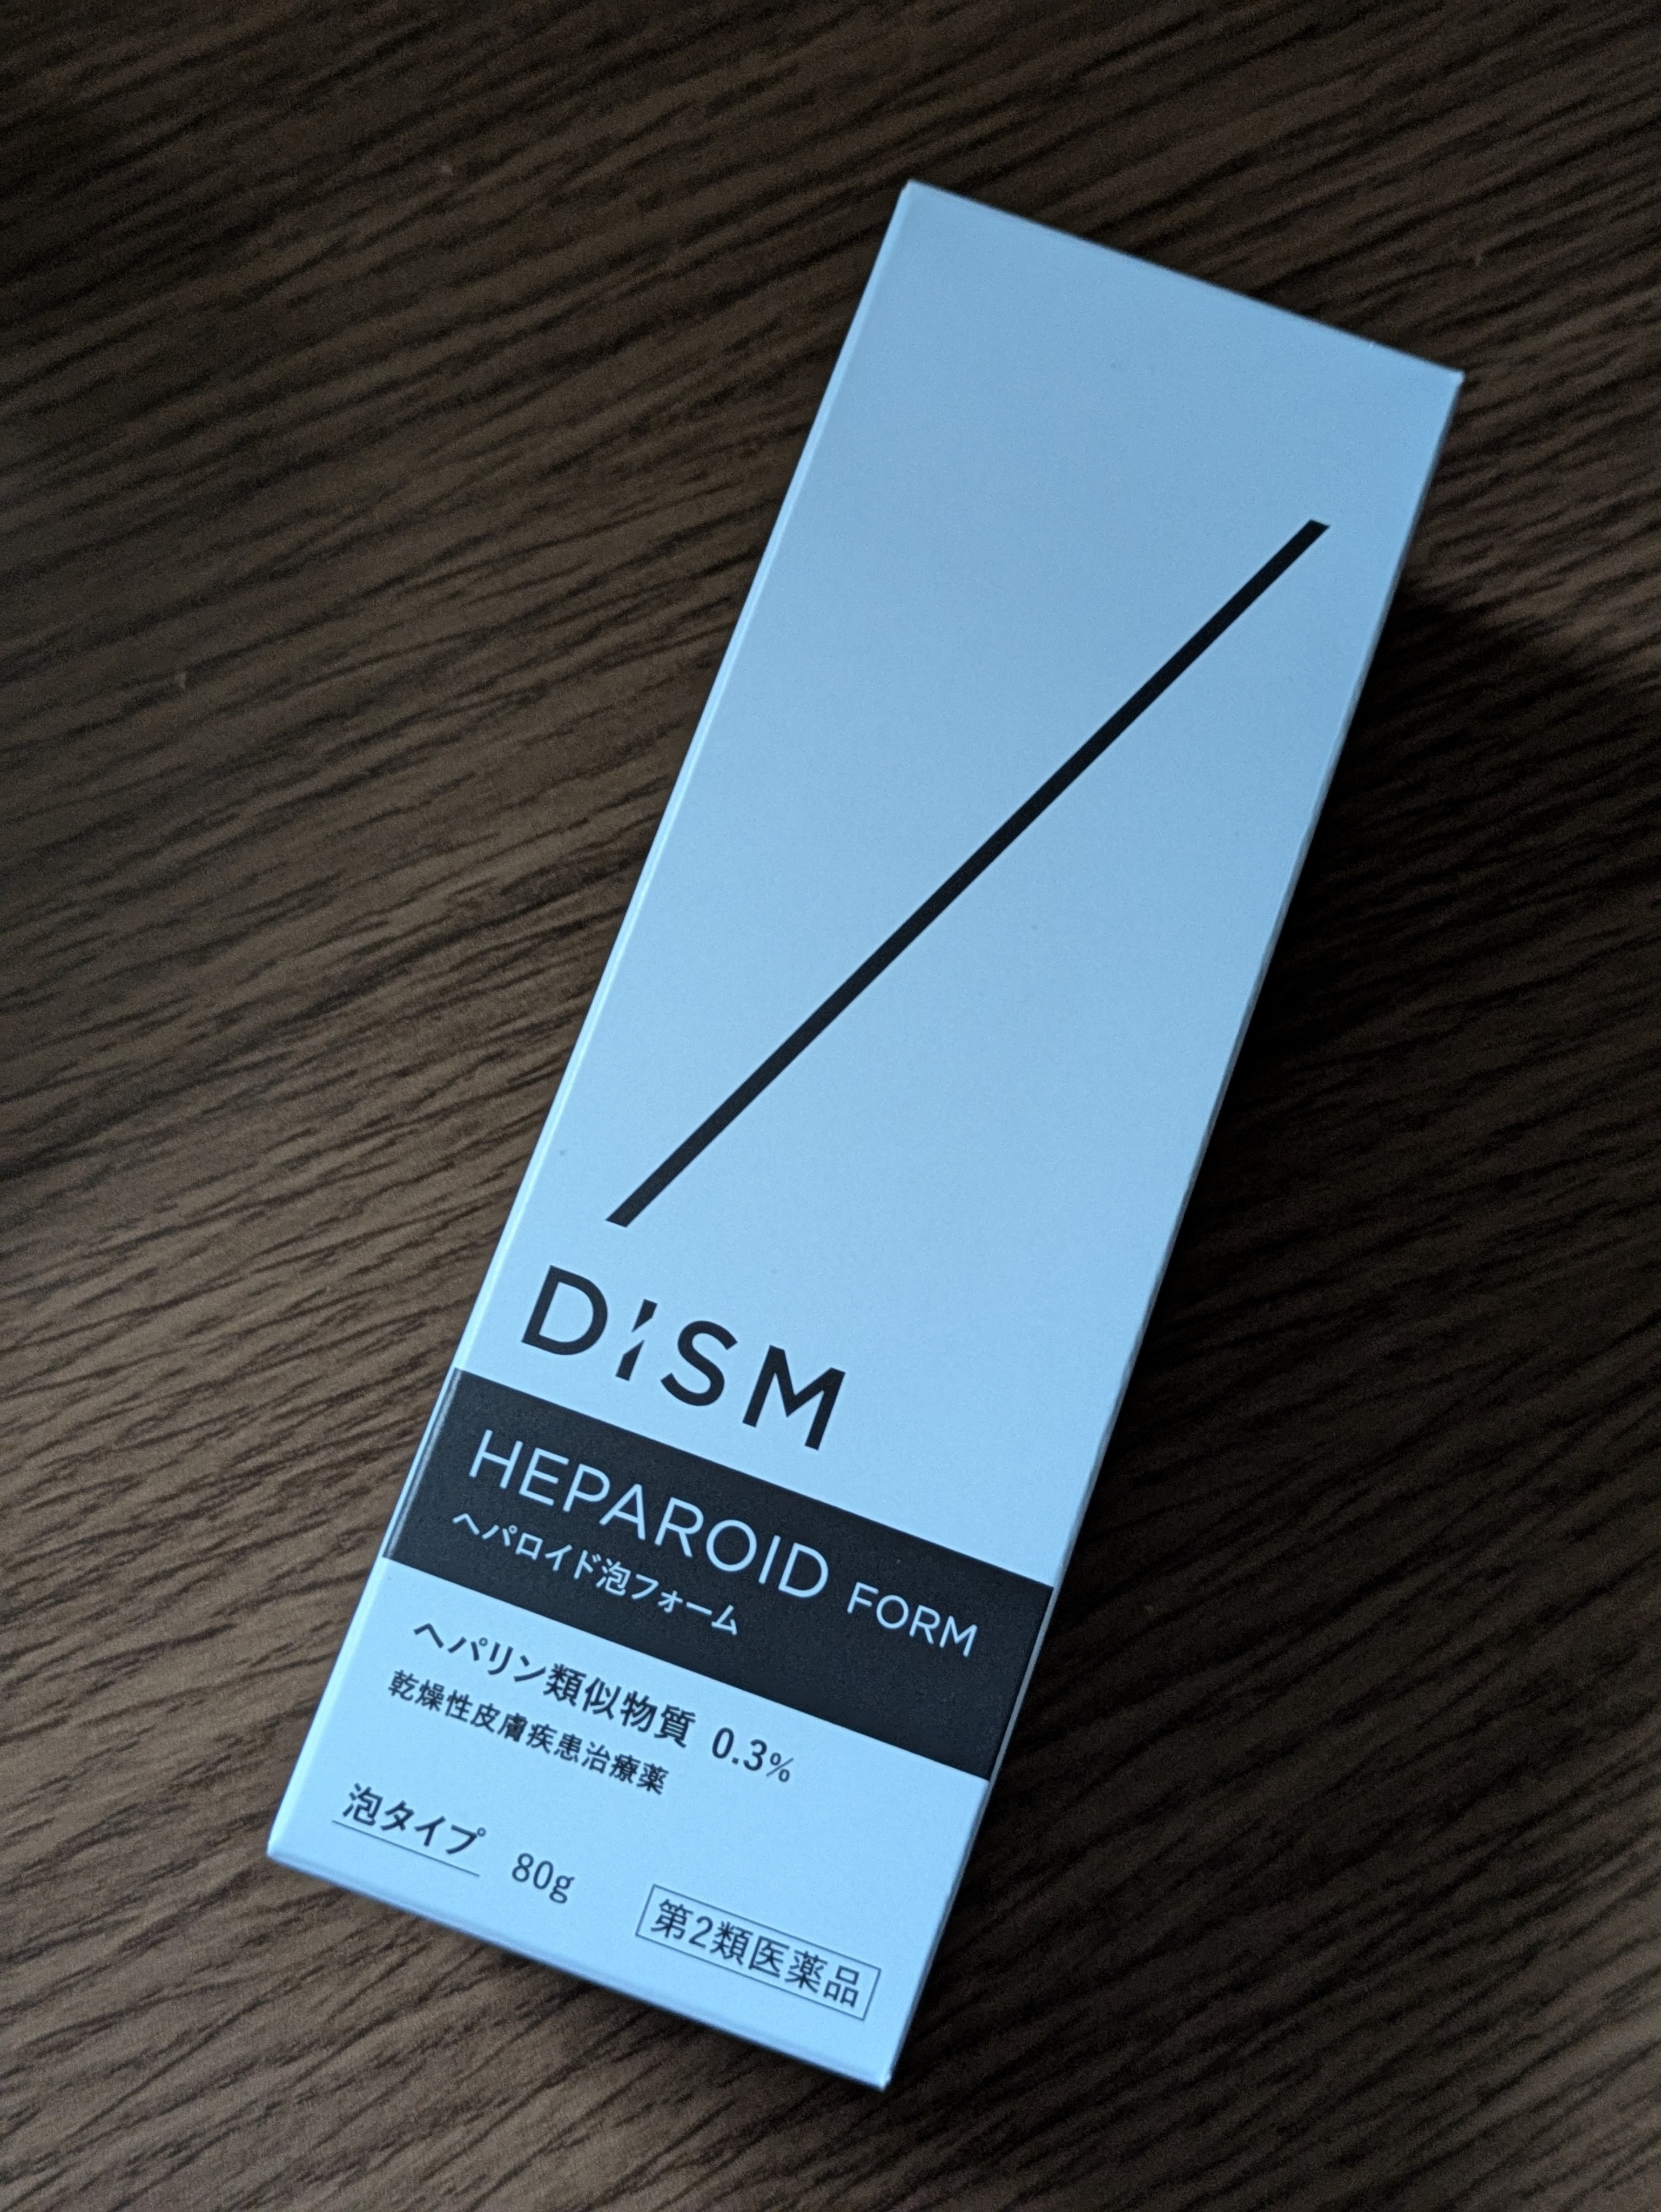 DiSM
HEPAROID FORM
ヘパロイド泡フォーム
ヘパリン類似物質 0.3%
乾燥性皮膚疾患治療薬
泡タイプ 80g
第2類医薬品